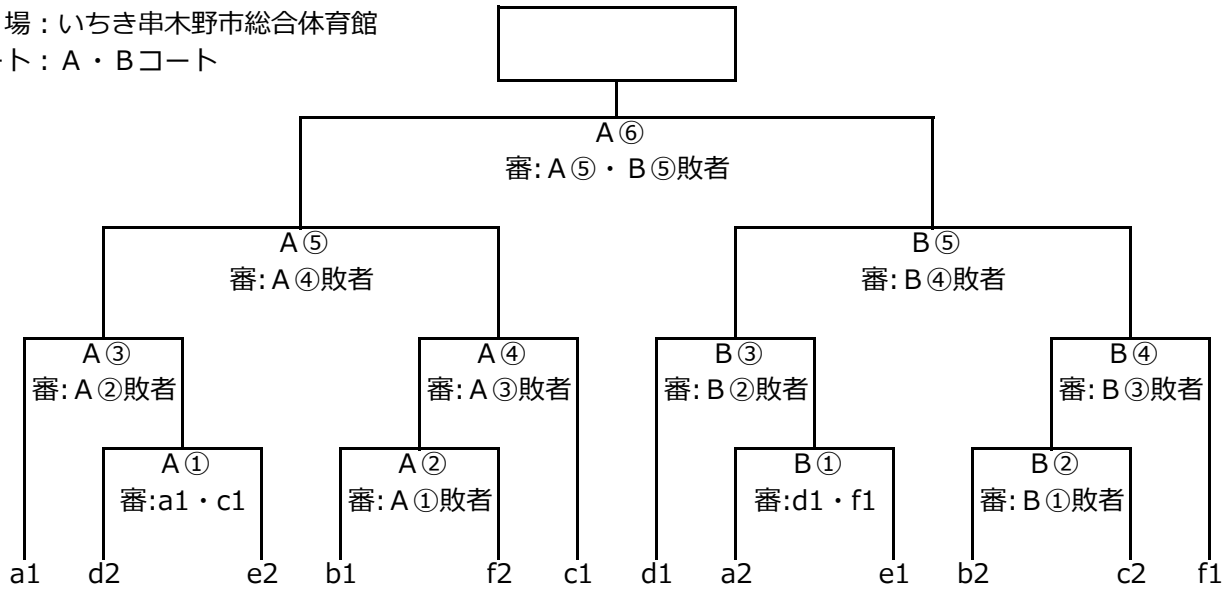 場：いちき串木野市総合体育館
ト：Ａ・Ｂコート
Ａ⑥
審:Ａ⑤・Ｂ⑤敗者
Ａ⑤
審:Ａ④敗者
Ｂ⑤
審:Ｂ④敗者
Ａ③
審:Ａ②敗者
Ａ④
審:Ａ③敗者
Ｂ③
審:Ｂ②敗者
Ｂ④
審:Ｂ③敗者
Ａ①
審:a1・c1
Ａ②
審:Ａ①敗者
Ｂ①
審:d1・f1
Ｂ②
審:Ｂ①敗者
a1 d2 e2 b1 f2 c1 d1 a2 e1 b2 c2 f1